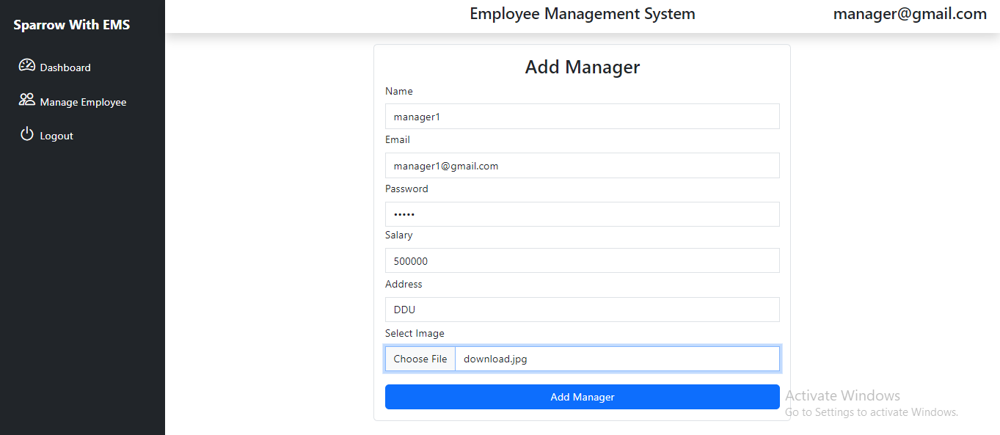 Sparrow With EMS
Dashboard
Manage Employee
Logout
Employee Management System
manager@gmail.com
Add Manager
Name
manager1
Email
manager1@gmail.com
Password
•••••
Salary
500000
Address
DDU
Select Image
Choose File download.jpg
Add Manager
Activate Windows
Go to Settings to activate Windows.